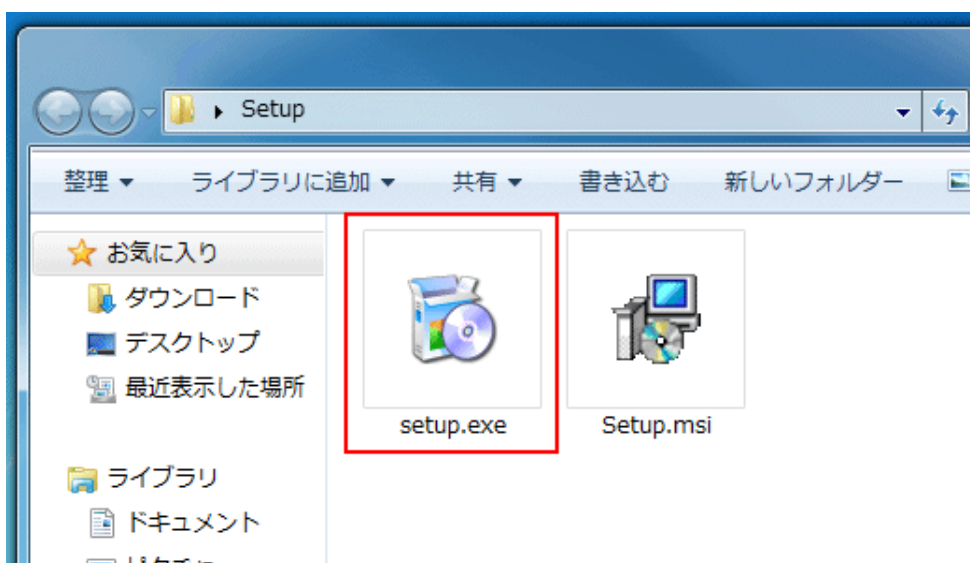 Setup
整理 ライブラリに追加 共有 書き込む 新しいフォルダー
お気に入り
ダウンロード
デスクトップ
最近表示した場所
ライブラリ
ドキュメント
setup.exe Setup.msi